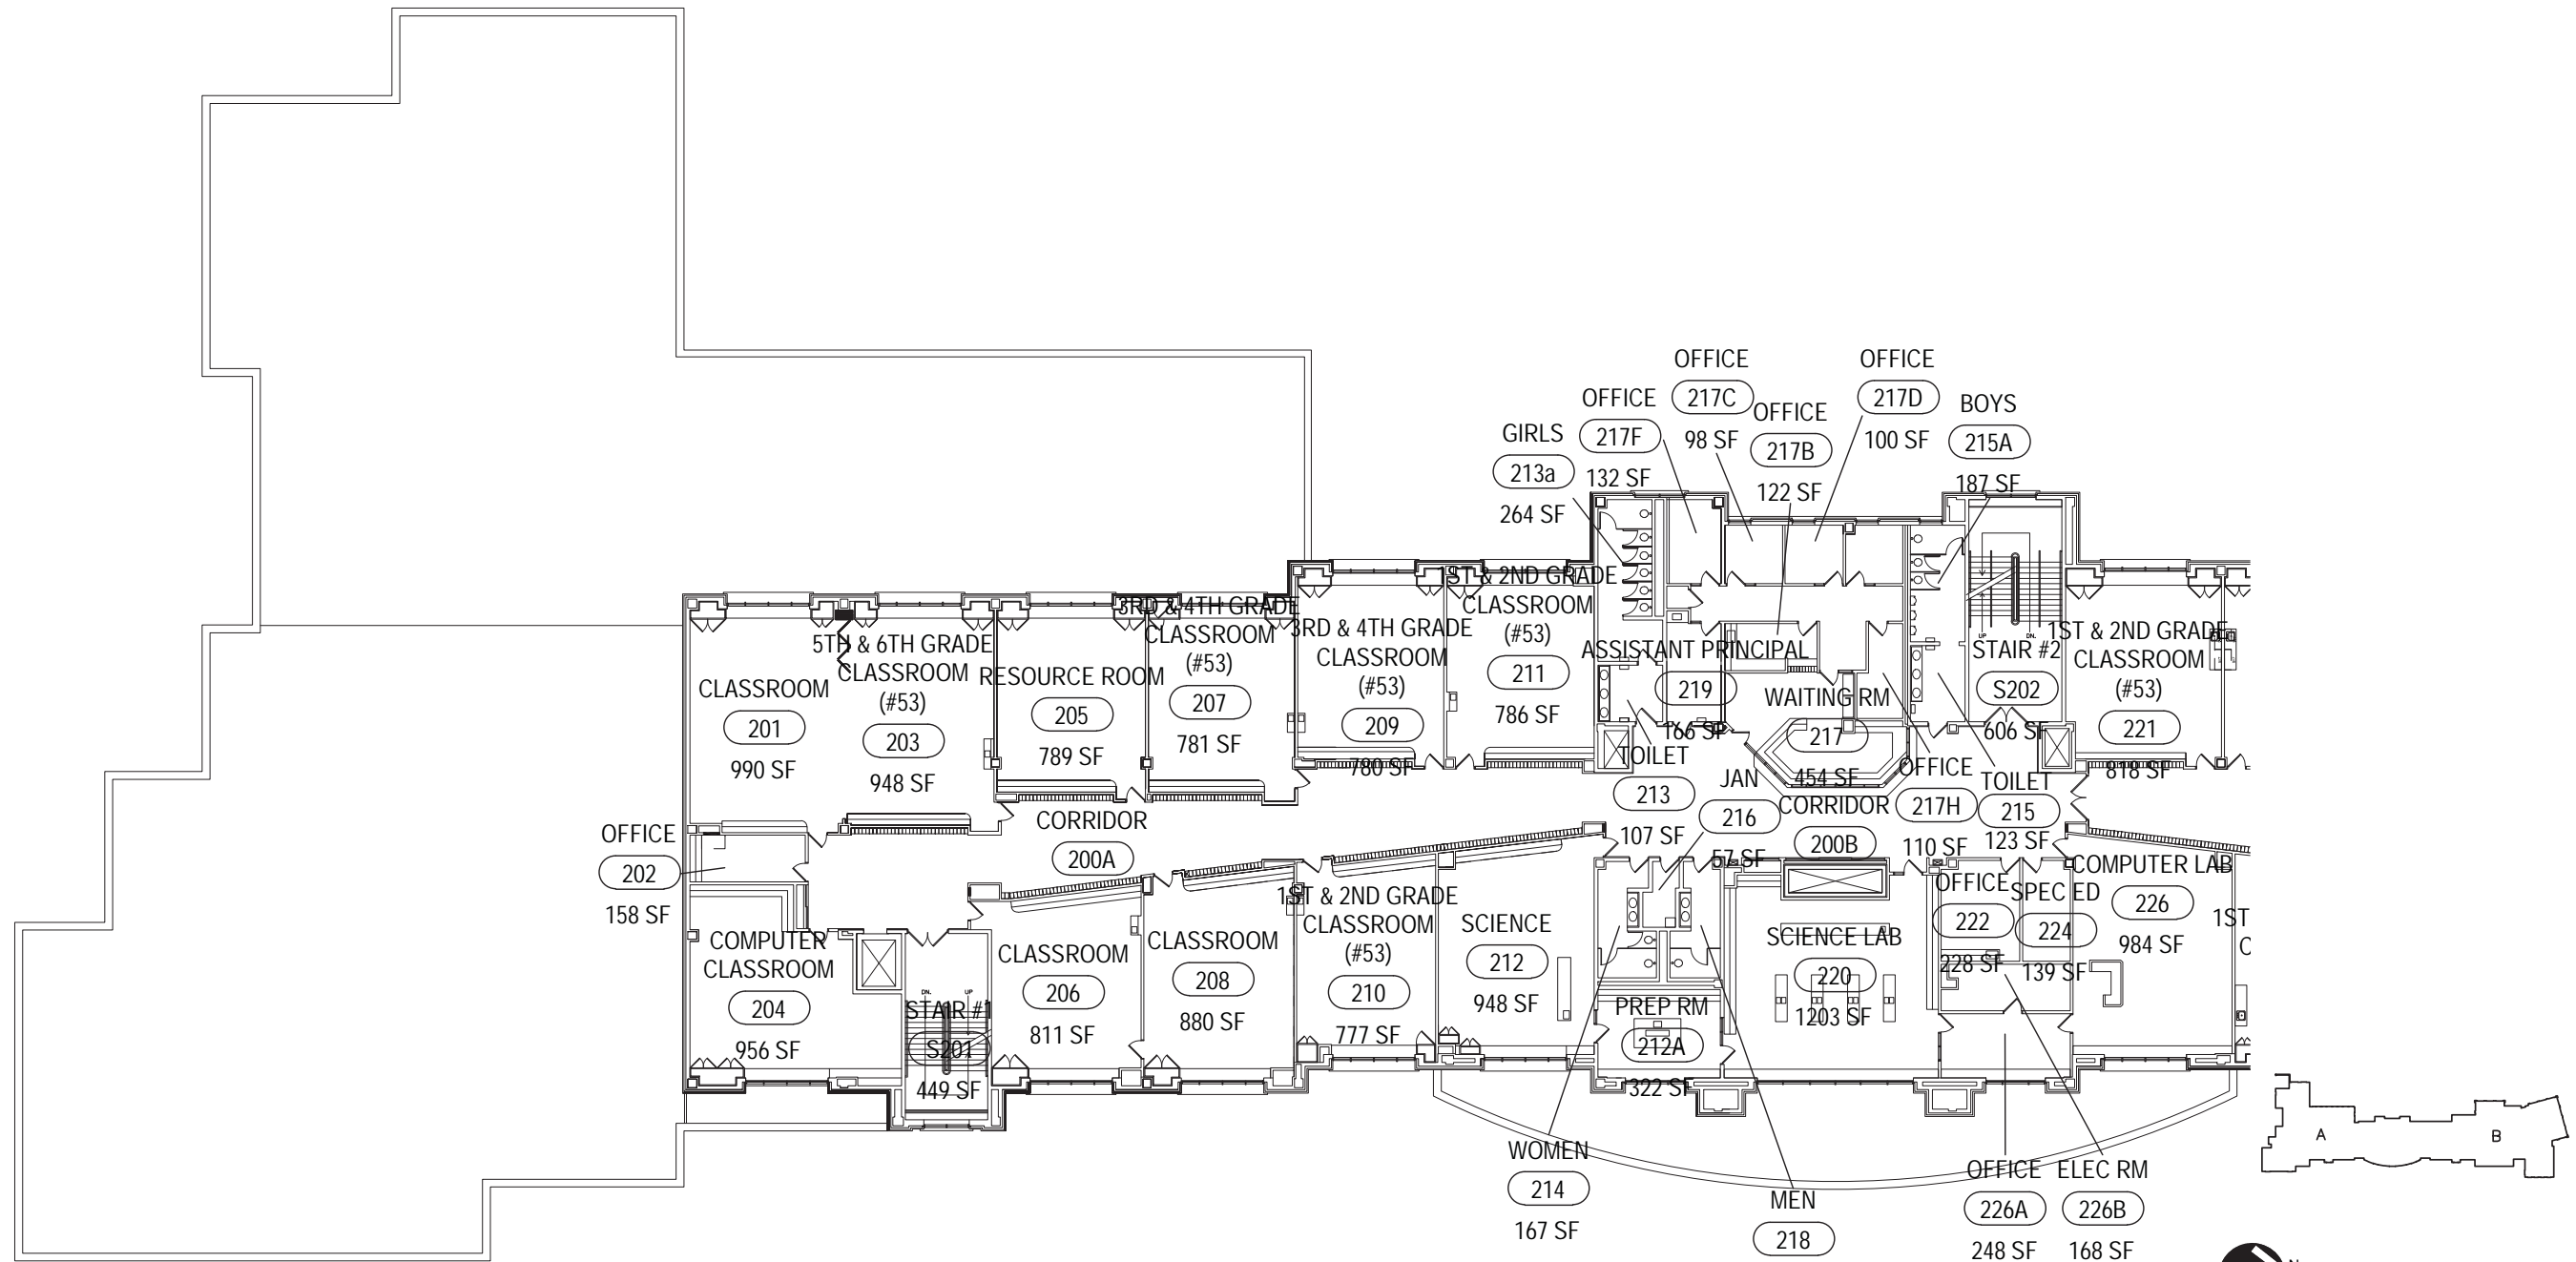 OFFICE
217C
98 SF
OFFICE
217D
100 SF
OFFICE
217F
132 SF
OFFICE
217B
122 SF
BOYS
215A
187 SF
GIRLS
213a
264 SF
1ST & 2ND GRADE
CLASSROOM
(#53)
211
786 SF
3RD & 4TH GRADE
CLASSROOM
(#53)
207
781 SF
3RD & 4TH GRADE
CLASSROOM
(#53)
209
780 SF
5TH & 6TH GRADE
CLASSROOM
(#53)
203
948 SF
CLASSROOM
201
990 SF
RESOURCE ROOM
205
789 SF
ASSISTANT PRINCIPAL
219
166 SF
WAITING RM
217
454 SF
UP
DN.
STAIR #2
S202
606 SF
1ST & 2ND GRADE
CLASSROOM
(#53)
221
818 SF
TOILET
213
107 SF
JAN
216
57 SF
CORRIDOR
200B
OFFICE
217H
110 SF
TOILET
215
123 SF
OFFICE
202
158 SF
CORRIDOR
200A
COMPUTER
CLASSROOM
204
956 SF
DN.
UP
STAIR #1
S201
449 SF
CLASSROOM
206
811 SF
CLASSROOM
208
880 SF
1ST & 2ND GRADE
CLASSROOM
(#53)
210
777 SF
SCIENCE
212
948 SF
PREP RM
212A
322 SF
SCIENCE LAB
220
1203 SF
OFFICE
222
228 SF
SPEC ED
224
139 SF
COMPUTER LAB
226
984 SF
1ST
C
WOMEN
214
167 SF
MEN
218
OFFICE
226A
248 SF
ELEC RM
226B
168 SF
A
B
N